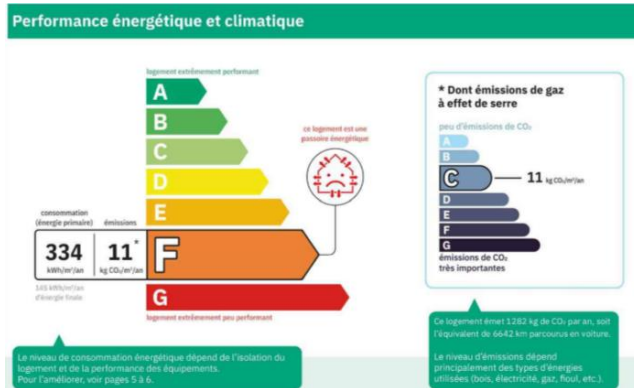 Performance énergétique et climatique
logement extrêmement performant
A
B
C
D
E
F
G
ce logement est une
passoire énergétique
consommation
(énergie primaire)
émissions
334
kWh/m²/an
11*
kg CO₂/m²/an
d'énergie finale
logement extrêmement peu performant
Le niveau de consommation énergétique dépend de l'isolation du
logement et de la performance des équipements.
Pour l'améliorer, voir pages 5 à 6.
* Dont émissions de gaz
à effet de serre
peu d'émissions de CO₂
A
B
C
11 kg CO₂/m²/an
D
E
F
G
émissions de CO₂
très importantes
Ce logement émet 1282 kg de CO₂ par an, soit
l'équivalent de 6642 km parcourus en voiture.
Le niveau d'émissions dépend
principalement des types d'énergies
utilisées (bois, électricité, gaz, fioul, etc.).